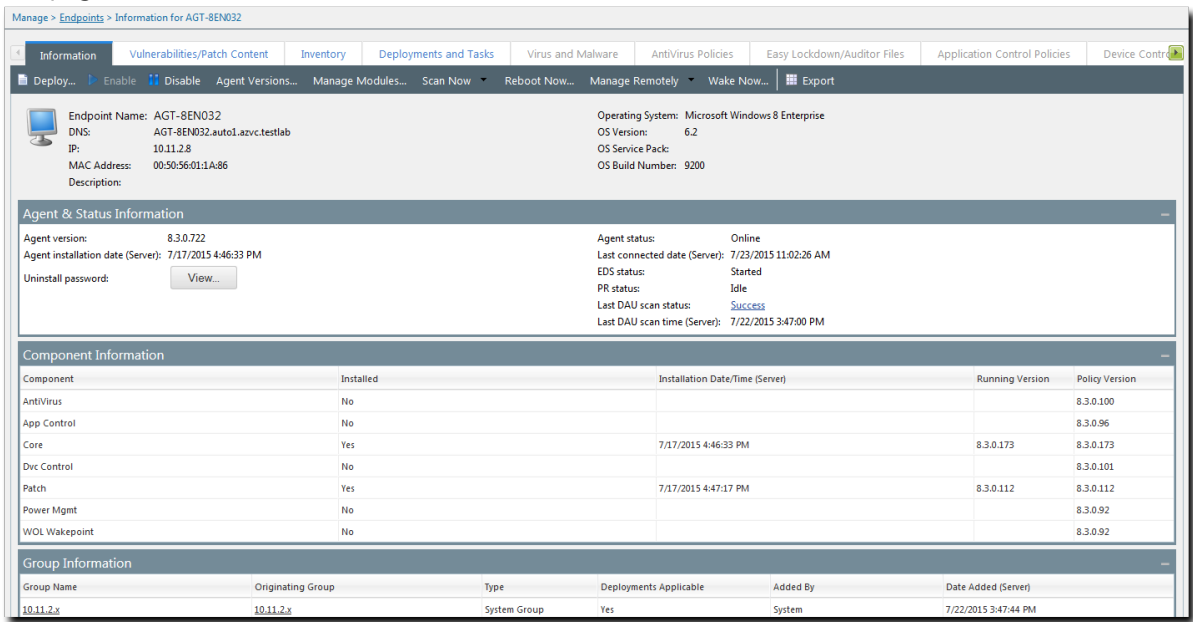 Manage > Endpoints > Information for AGT-8EN032
Information Vulnerabilities/Patch Content Inventory Deployments and Tasks Virus and Malware AntiVirus Policies Easy Lockdown/Auditor Files Application Control Policies Device Contro
Deploy... Enable Disable Agent Versions... Manage Modules... Scan Now Reboot Now... Manage Remotely Wake Now... Export
Endpoint Name: AGT-8EN032 Operating System: Microsoft Windows 8 Enterprise
DNS: AGT-8EN032.auto1.azvc.testlab OS Version: 6.2
IP: 10.11.2.8 OS Service Pack:
MAC Address: 00:50:56:01:1A:86 OS Build Number: 9200
Description:
Agent & Status Information
Agent version: 8.3.0.722 Agent status: Online
Agent installation date (Server): 7/17/2015 4:46:33 PM Last connected date (Server): 7/23/2015 11:02:26 AM
Uninstall password: View... EDS status: Started
PR status: Idle
Last DAU scan status: Success
Last DAU scan time (Server): 7/22/2015 3:47:00 PM
Component Information
Component Installed Installation Date/Time (Server) Running Version Policy Version
AntiVirus No 8.3.0.100
App Control No 8.3.0.96
Core Yes 7/17/2015 4:46:33 PM 8.3.0.173 8.3.0.173
Dvc Control No 8.3.0.101
Patch Yes 7/17/2015 4:47:17 PM 8.3.0.112 8.3.0.112
Power Mgmt No 8.3.0.92
WOL Wakepoint No 8.3.0.92
Group Information
Group Name Originating Group Type Deployments Applicable Added By Date Added (Server)
10.11.2.x 10.11.2.x System Group Yes System 7/22/2015 3:47:44 PM